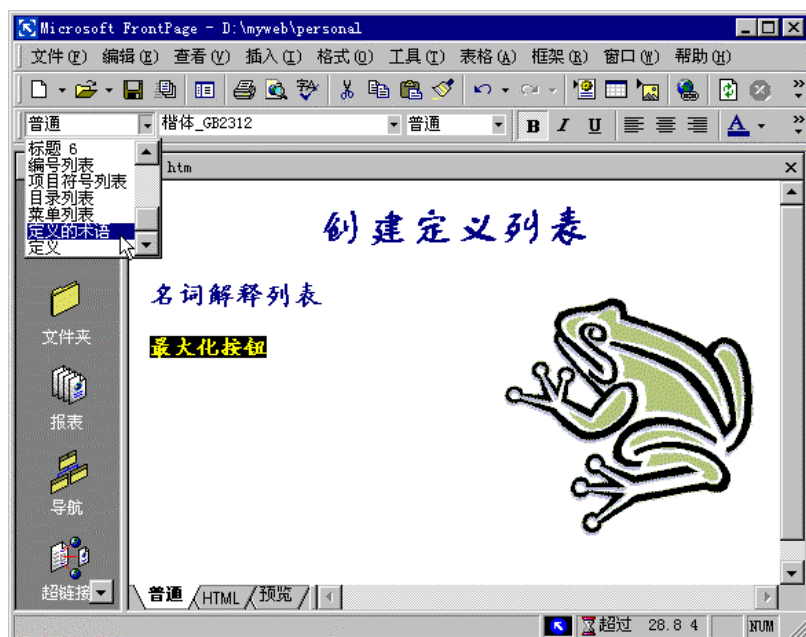 Microsoft FrontPage - D:\myweb\personal
文件(F) 编辑(E) 查看(V) 插入(I) 格式(O) 工具(T) 表格(A) 框架(R) 窗口(W) 帮助(H)
普通 楷体_GB2312 普通 B I U A
标题 6
编号列表
项目符号列表
目录列表
菜单列表
定义的术语
定义
htm
创建定义列表
名词解释列表
最大化按钮
文件夹
报表
导航
超链接
普通 HTML 预览
超过 28.8 4 NUM